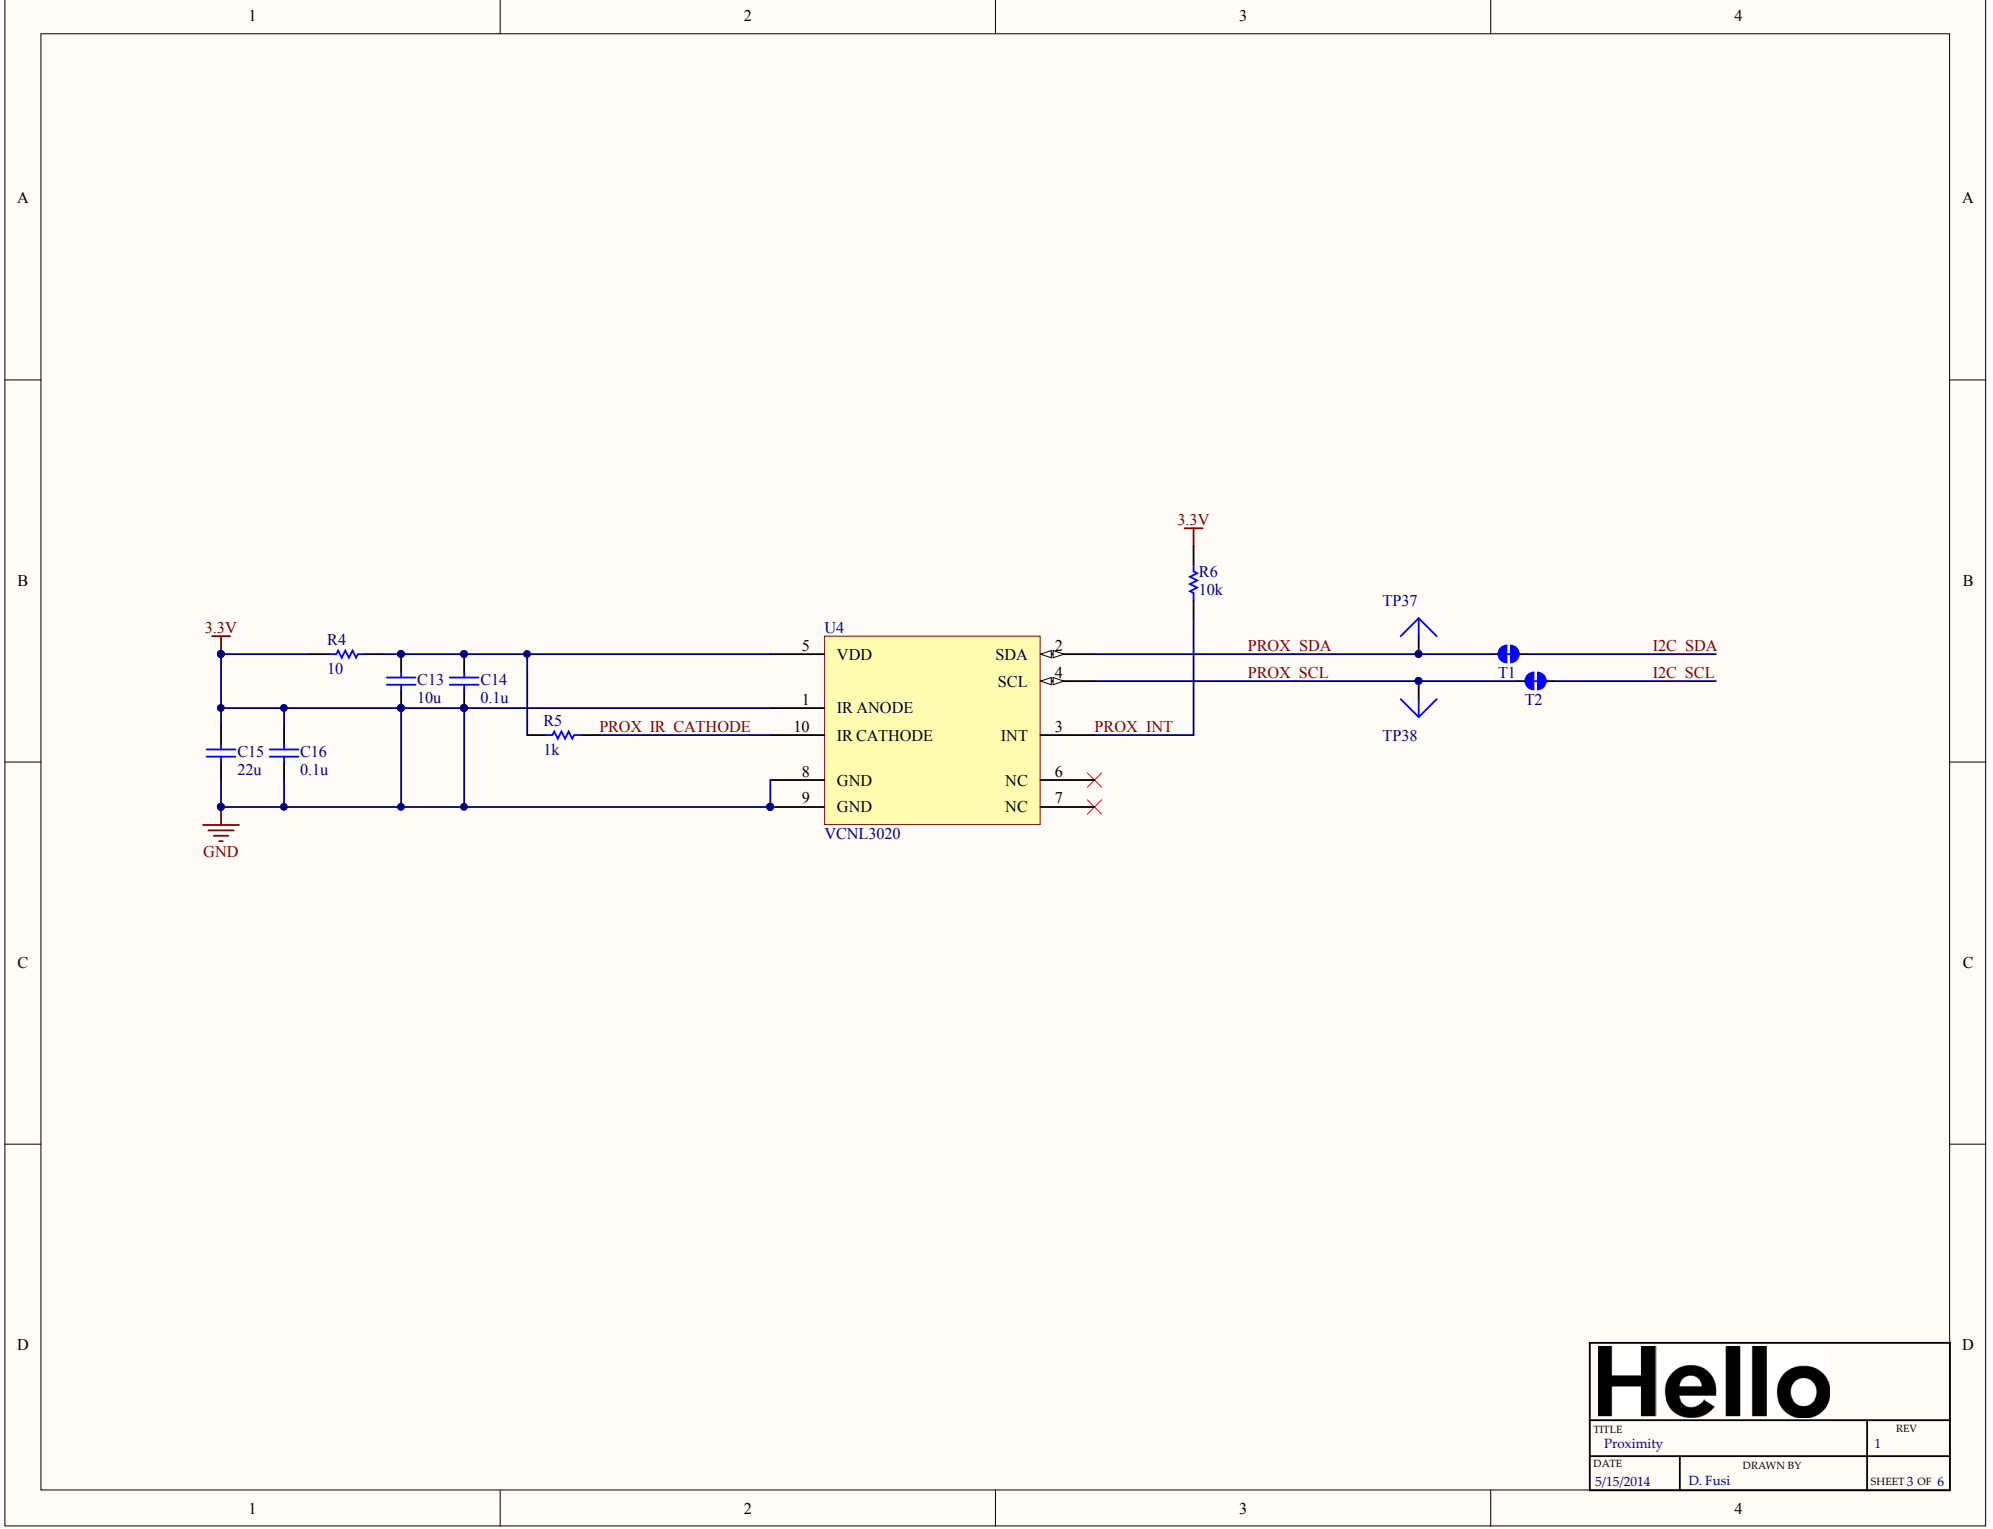 1 2 3 4
A A
3.3V
B B
R6
10k
TP37
3.3V
R4
10
U4
5 VDD SDA 2 PROX_SDA I2C_SDA
SCL 4 PROX_SCL I2C_SCL
T1
T2
C13
10u
C14
0.1u
1 IR ANODE
R5
1k
PROX_IR_CATHODE 10 IR CATHODE INT 3 PROX_INT
TP38
C15
22u
C16
0.1u
8 GND NC 6
9 GND NC 7
VCNL3020
GND
C C
D D
Hello
TITLE
Proximity
REV
1
DATE
5/15/2014
DRAWN BY
D. Fusi
SHEET 3 OF 6
1 2 3 4